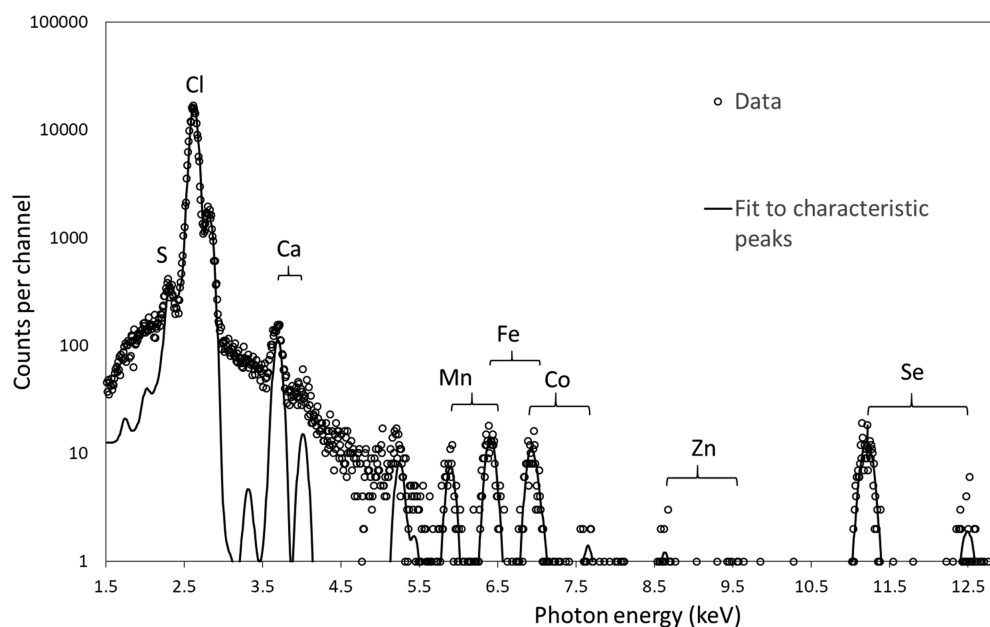 100000
10000
1000
100
10
1
Counts per channel
Cl
S
Ca
Mn
Fe
Co
Zn
Se
Data
Fit to characteristic
peaks
1.5 2.5 3.5 4.5 5.5 6.5 7.5 8.5 9.5 10.5 11.5 12.5
Photon energy (keV)